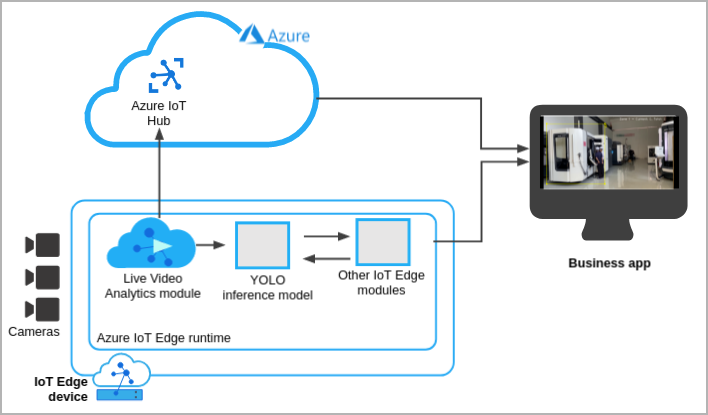 Azure
Azure IoT
Hub
Live Video
Analytics module
YOLO
inference model
Other IoT Edge
modules
Cameras
Azure IoT Edge runtime
IoT Edge
device
Business app